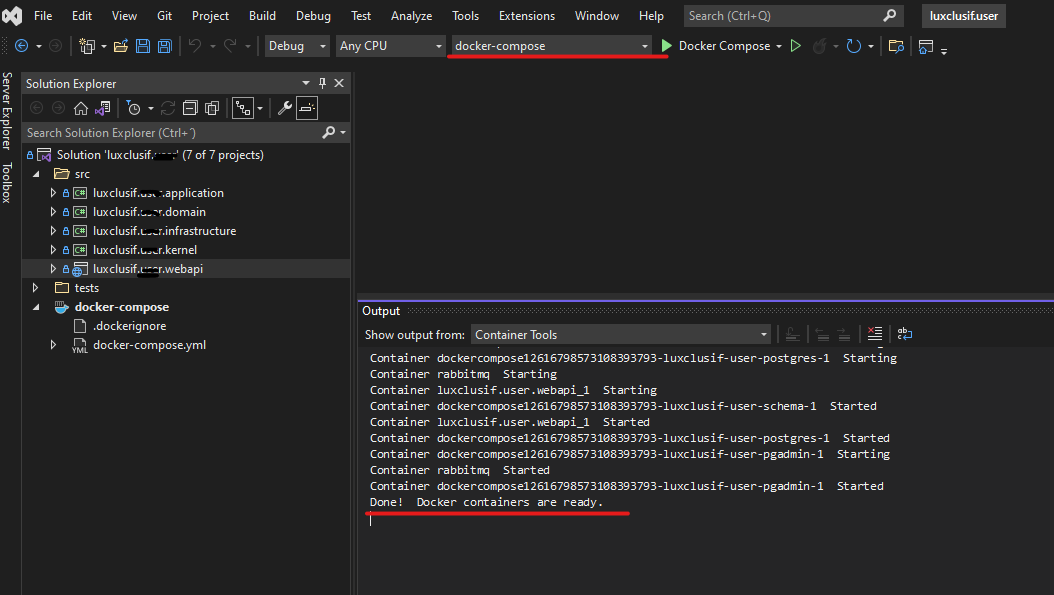 File Edit View Git Project Build Debug Test Analyze Tools Extensions Window Help Search (Ctrl+Q) luxclusif.user
Debug Any CPU docker-compose Docker Compose
Server Explorer
Toolbox
Solution Explorer
Search Solution Explorer (Ctrl+´)
Solution 'luxclusif. ' (7 of 7 projects)
src
C# luxclusif.user.application
C# luxclusif.user.domain
C# luxclusif.user.infrastructure
C# luxclusif.user.kernel
luxclusif.user.webapi
tests
docker-compose
.dockerignore
YML docker-compose.yml
Output
Show output from: Container Tools
Container dockercompose12616798573108393793-luxclusif-user-postgres-1 Starting
Container rabbitmq Starting
Container luxclusif.user.webapi_1 Starting
Container dockercompose12616798573108393793-luxclusif-user-schema-1 Started
Container luxclusif.user.webapi_1 Started
Container dockercompose12616798573108393793-luxclusif-user-postgres-1 Started
Container dockercompose12616798573108393793-luxclusif-user-pgadmin-1 Starting
Container rabbitmq Started
Container dockercompose12616798573108393793-luxclusif-user-pgadmin-1 Started
Done! Docker containers are ready.